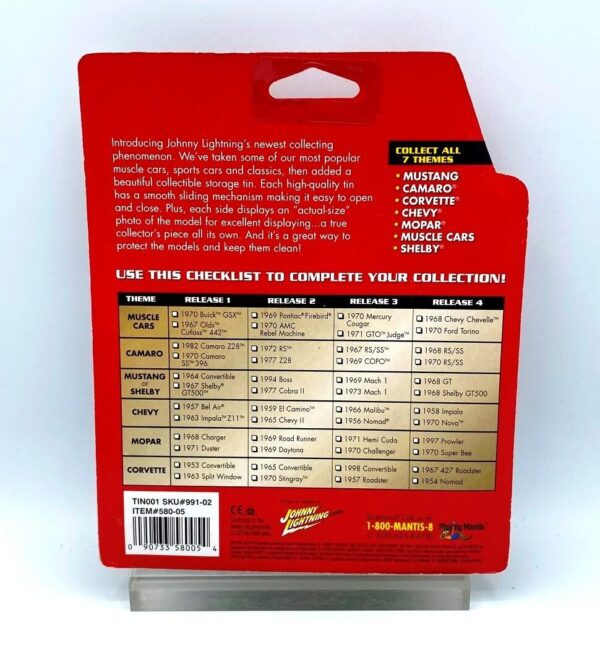 Introducing Johnny Lightning's newest collecting
phenomenon. We've taken some of our most popular
muscle cars, sports cars and classics, then added a
beautiful collectible storage tin. Each high-quality tin
has a smooth sliding mechanism making it easy to open
and close. Plus, each side displays an "actual-size"
photo of the model for excellent displaying...a true
collector's piece all its own. And it's a great way to
protect the models and keep them clean!
COLLECT ALL
7 THEMES
• MUSTANG
• CAMARO®
• CORVETTE®
• CHEVY®
• MOPAR®
• MUSCLE CARS
• SHELBY®
USE THIS CHECKLIST TO COMPLETE YOUR COLLECTION!
THEME RELEASE 1 RELEASE 2 RELEASE 3 RELEASE 4
MUSCLE
CARS
❑ 1970 Buick™ GSX™
❑ 1967 Olds™
Cutlass™ 442™
❑ 1969 Pontiac® Firebird®
❑ 1970 AMC
Rebel Machine
❑ 1970 Mercury
Cougar
❑ 1971 GTO™ Judge™
❑ 1968 Chevy Chevelle™
❑ 1970 Ford Torino
CAMARO
❑ 1982 Camaro Z28™
❑ 1970 Camaro
SS™ 396
❑ 1972 RS™
❑ 1977 Z28
❑ 1967 RS/SS™
❑ 1969 COPO™
❑ 1968 RS/SS
❑ 1970 RS/SS
MUSTANG
or
SHELBY
❑ 1964 Convertible
❑ 1967 Shelby®
GT500™
❑ 1994 Boss
❑ 1977 Cobra II
❑ 1969 Mach 1
❑ 1973 Mach 1
❑ 1968 GT
❑ 1968 Shelby GT500
CHEVY
❑ 1957 Bel Air®
❑ 1963 Impala™ Z11™
❑ 1959 El Camino™
❑ 1965 Chevy II
❑ 1966 Malibu™
❑ 1956 Nomad®
❑ 1958 Impala
❑ 1970 Nova™
MOPAR
❑ 1968 Charger
❑ 1971 Duster
❑ 1969 Road Runner
❑ 1969 Daytona
❑ 1971 Hemi Cuda
❑ 1970 Challenger
❑ 1997 Prowler
❑ 1970 Super Bee
CORVETTE
❑ 1953 Convertible
❑ 1963 Split Window
❑ 1965 Convertible
❑ 1970 Stingray™
❑ 1998 Convertible
❑ 1957 Roadster
❑ 1967 427 Roadster
❑ 1954 Nomad
TIN001 SKU#991-02
ITEM#580-05
0 90733 58005 4
CE
JOHNNY
LIGHTNING.com
1-800-MANTIS-8
(1-800-626-8478)
Playing Mantis